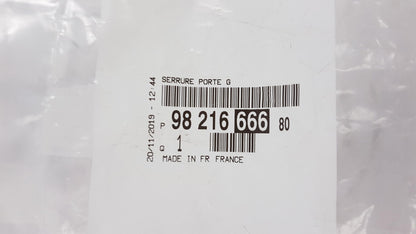 SERRURE PORTE G
P 98 216 666 80
Q 1
MADE IN FR FRANCE
20/11/2019 - 12:44